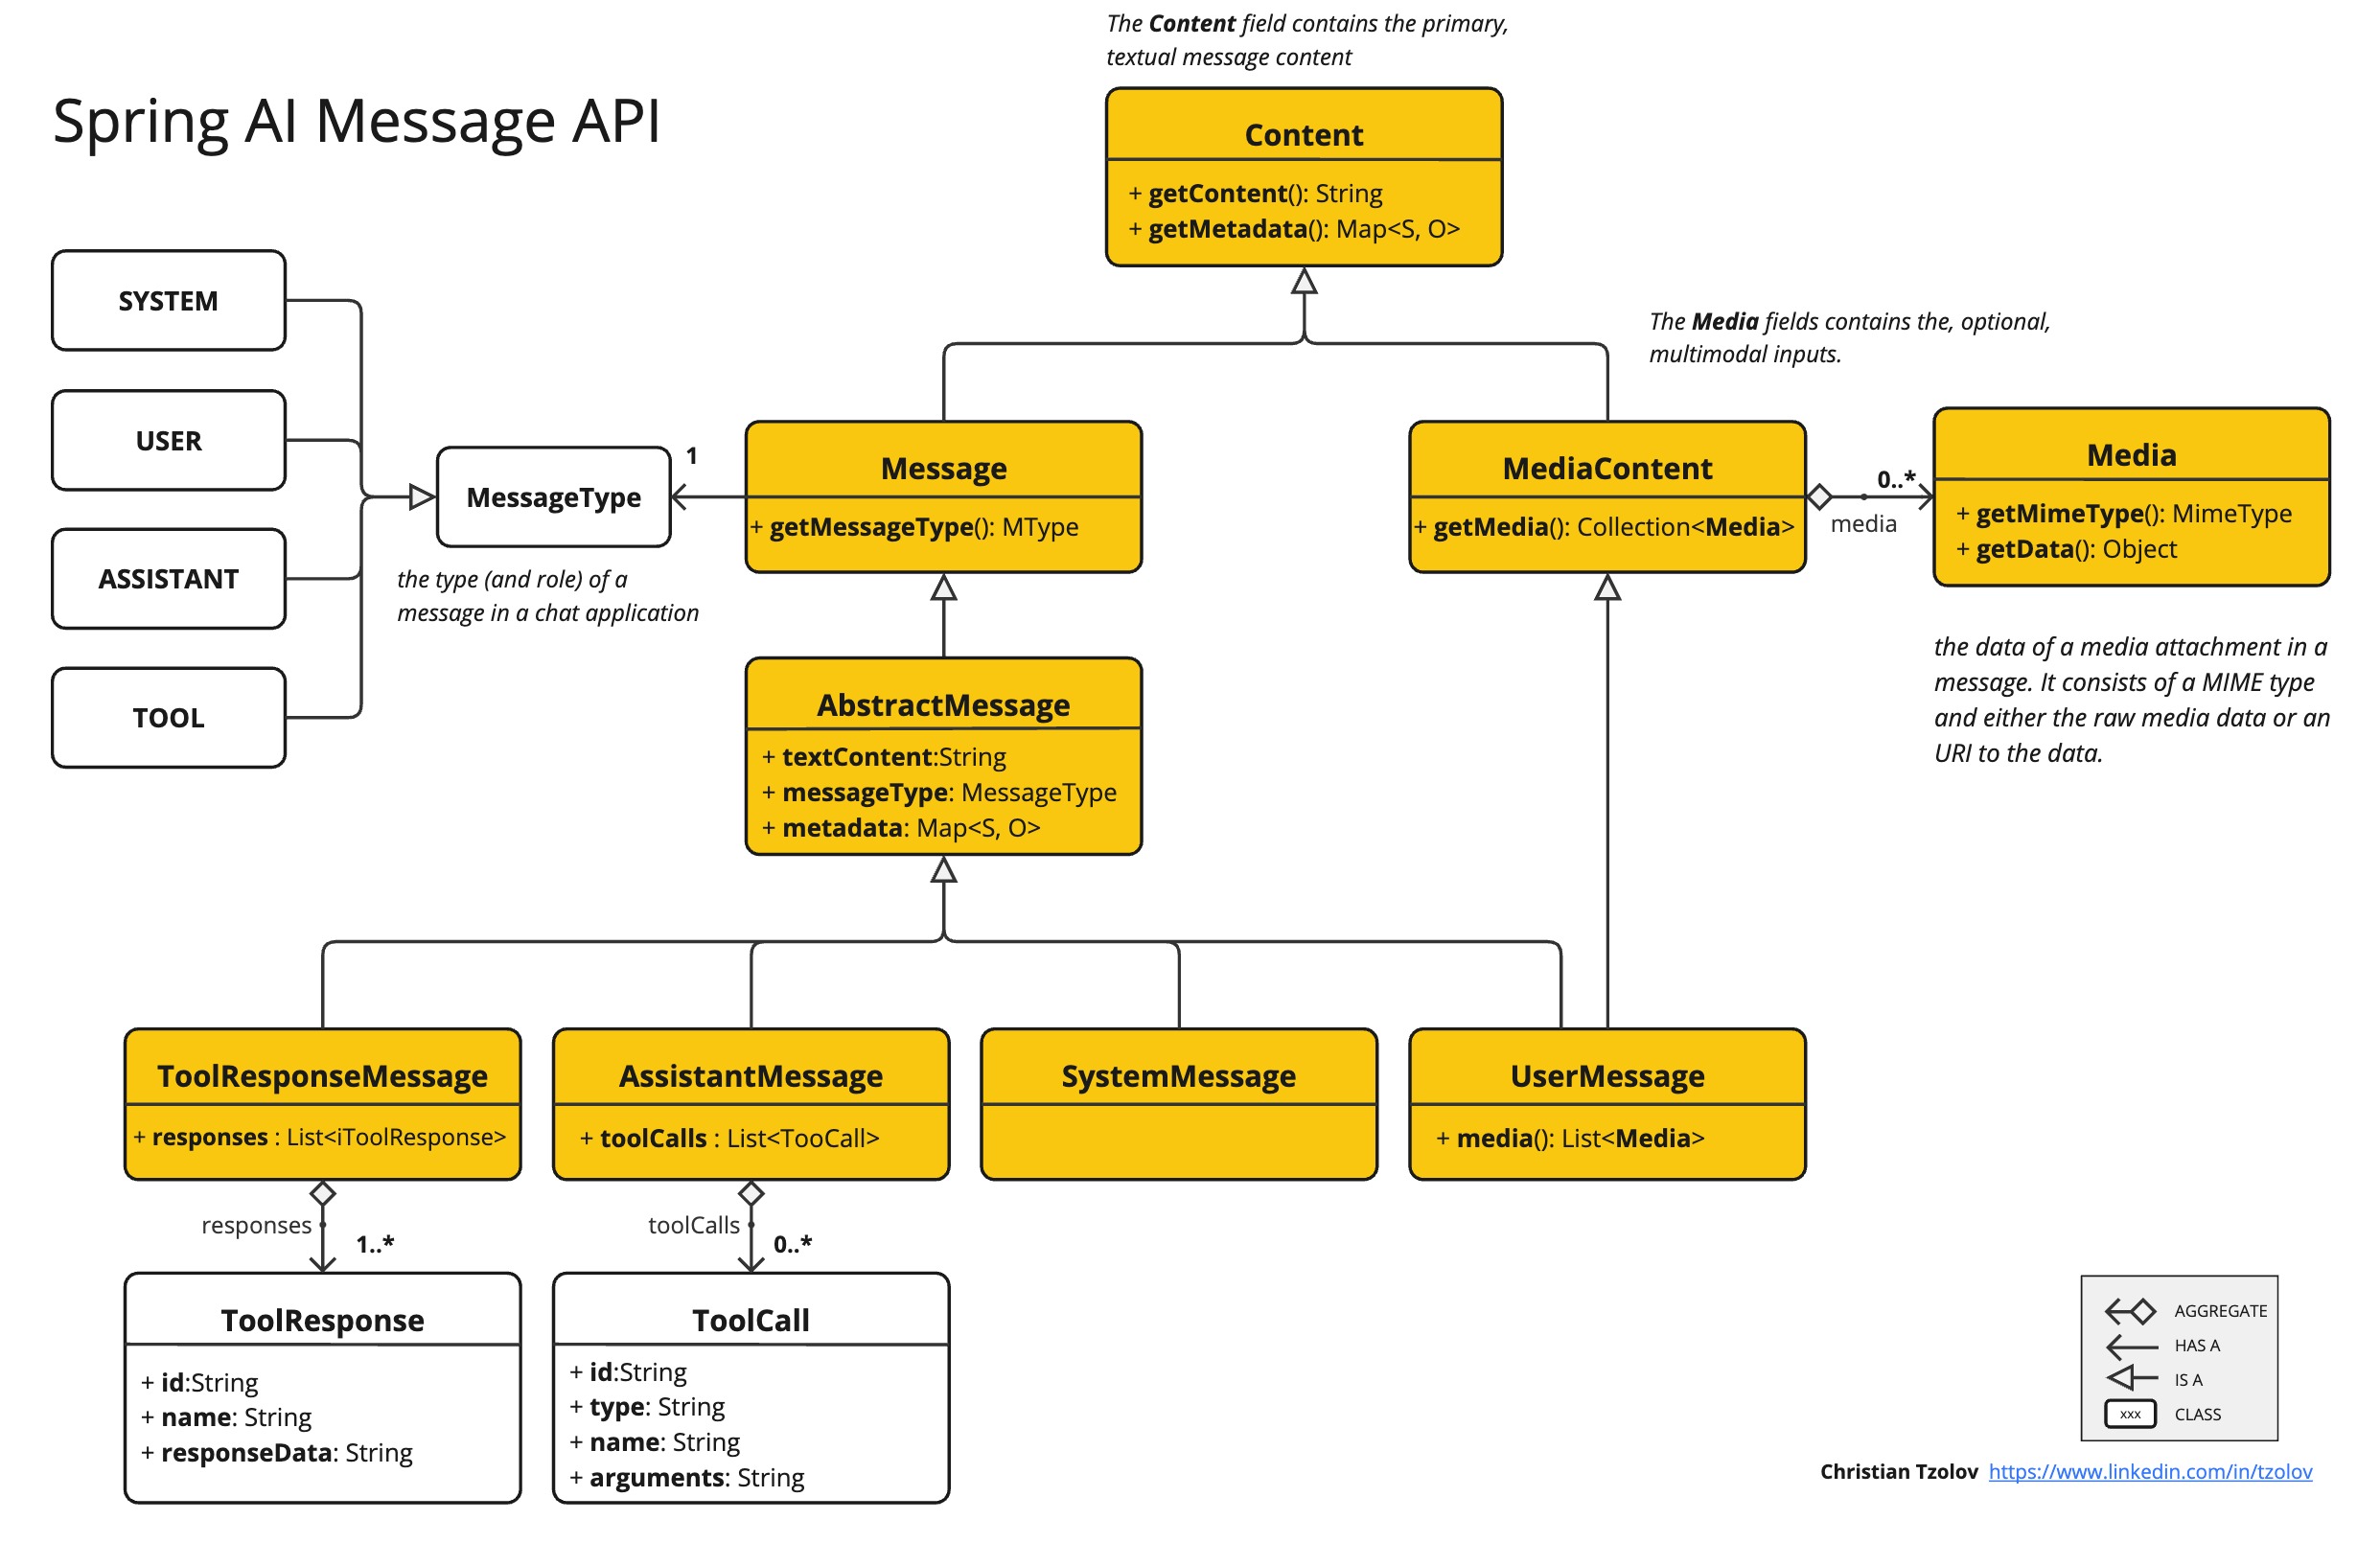 The Content field contains the primary,
textual message content
Spring AI Message API
Content
+ getContent(): String
+ getMetadata(): Map<S, O>
SYSTEM
USER
ASSISTANT
TOOL
MessageType
1
the type (and role) of a
message in a chat application
Message
+ getMessageType(): MType
The Media fields contains the, optional,
multimodal inputs.
MediaContent
+ getMedia(): Collection<Media>
0..*
media
Media
+ getMimeType(): MimeType
+ getData(): Object
the data of a media attachment in a
message. It consists of a MIME type
and either the raw media data or an
URI to the data.
AbstractMessage
+ textContent:String
+ messageType: MessageType
+ metadata: Map<S, O>
ToolResponseMessage
+ responses : List<iToolResponse>
AssistantMessage
+ toolCalls : List<TooCall>
SystemMessage
UserMessage
+ media(): List<Media>
responses
1..*
toolCalls
0..*
ToolResponse
+ id:String
+ name: String
+ responseData: String
ToolCall
+ id:String
+ type: String
+ name: String
+ arguments: String
AGGREGATE
HAS A
IS A
xxx CLASS
Christian Tzolov https://www.linkedin.com/in/tzolov